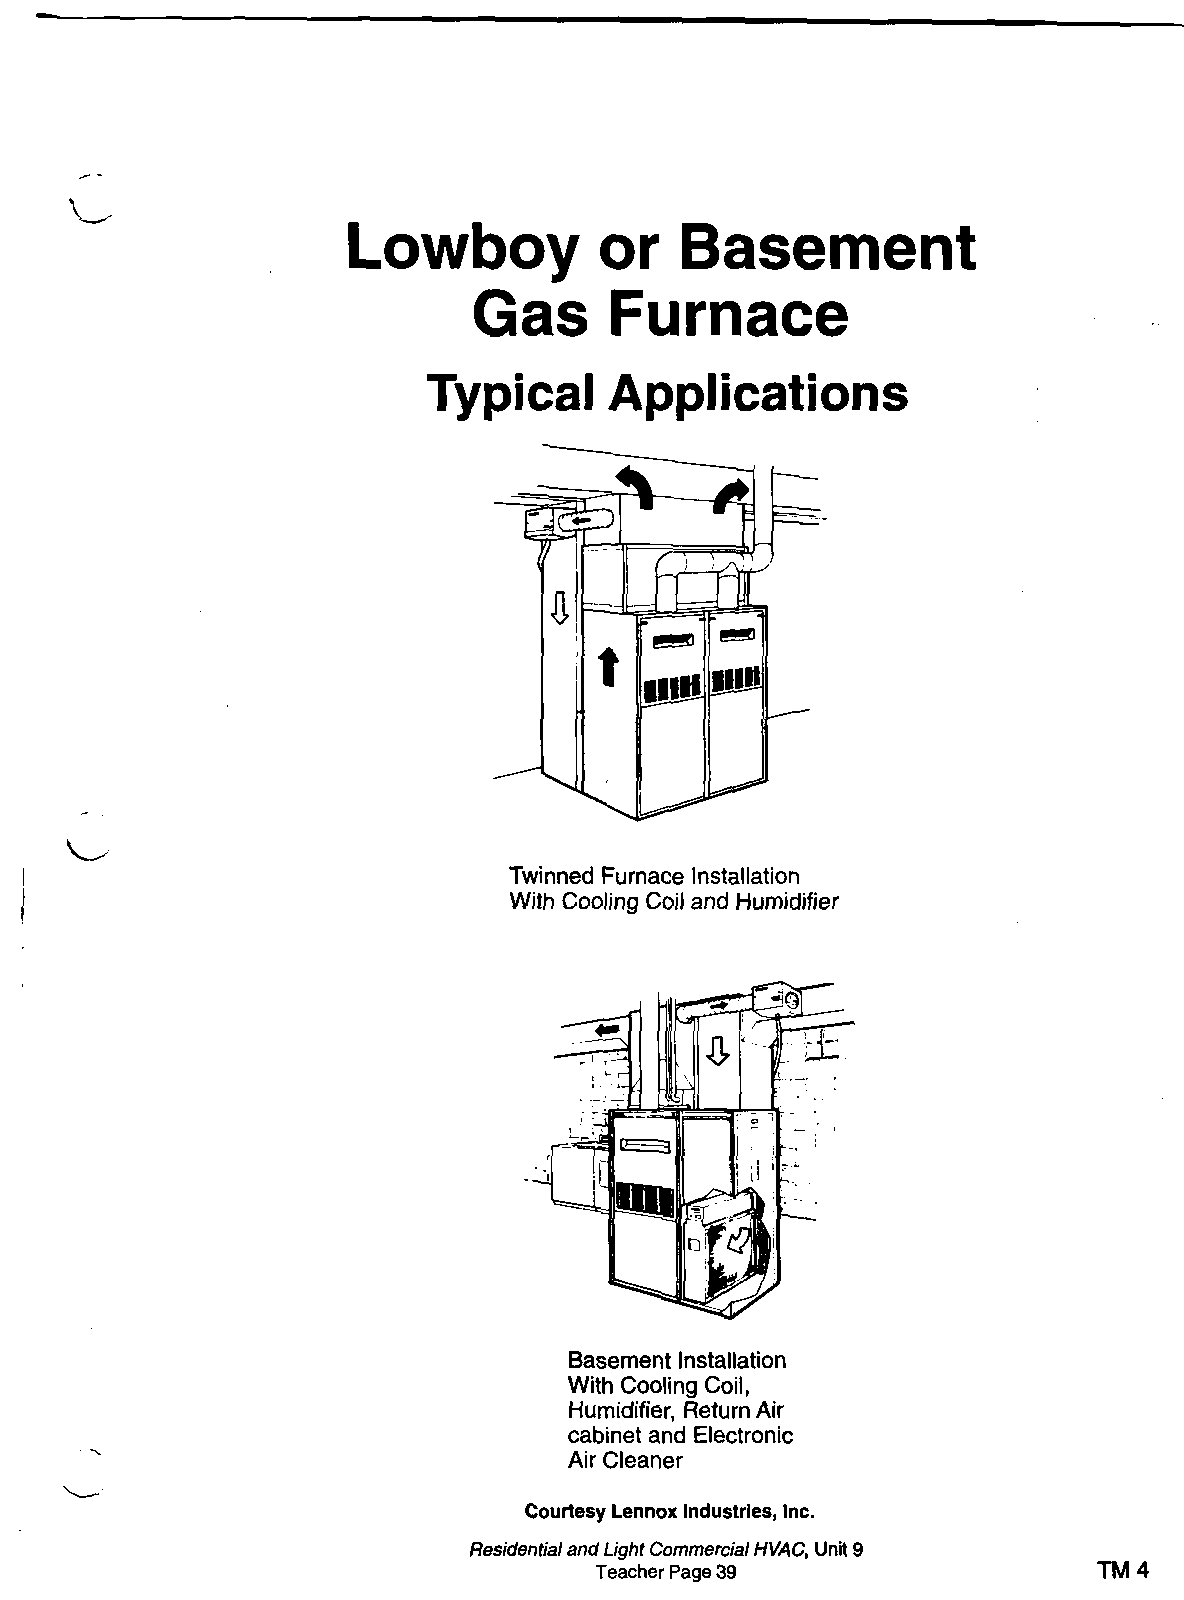 Lowboy or Basement
Gas Furnace
Typical Applications
Twinned Furnace Installation
With Cooling Coil and Humidifier
Basement Installation
With Cooling Coil,
Humidifier, Return Air
cabinet and Electronic
Air Cleaner
Courtesy Lennox Industries, Inc.
Residential and Light Commercial HVAC, Unit 9
Teacher Page 39
TM 4